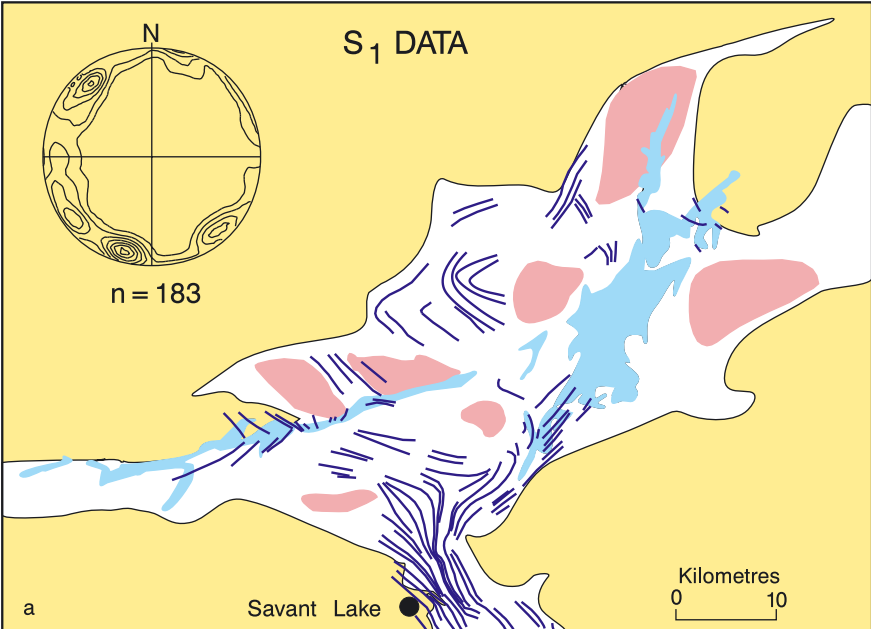 N
S1 DATA
n = 183
Kilometres
0 10
a
Savant Lake